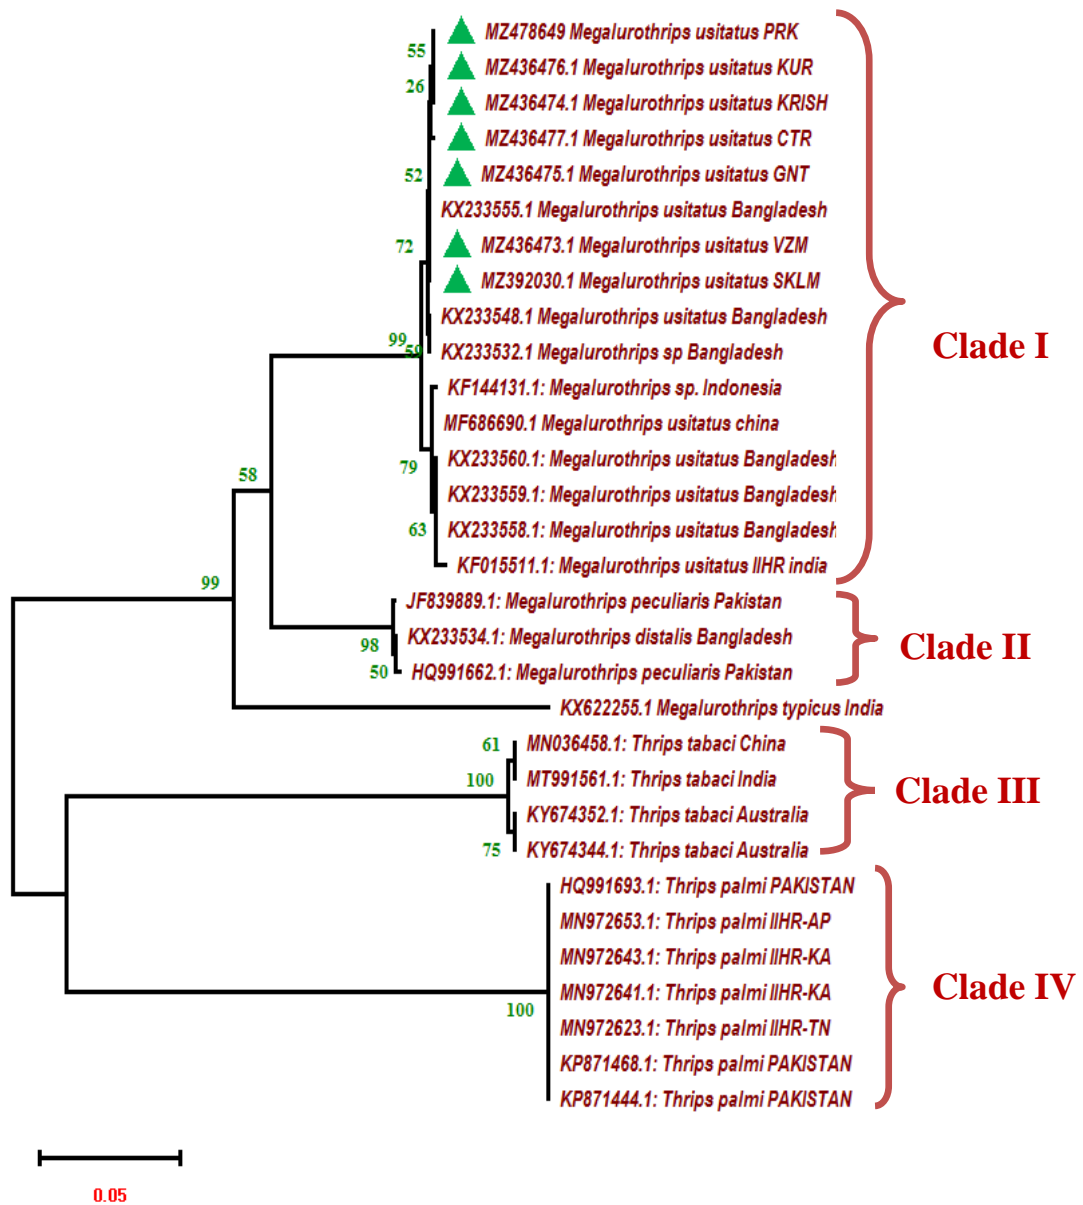 MZ478649 Megalurothrips usitatus PRK
55
MZ436476.1 Megalurothrips usitatus KUR
26
MZ436474.1 Megalurothrips usitatus KRISH
MZ436477.1 Megalurothrips usitatus CTR
52
MZ436475.1 Megalurothrips usitatus GNT
KX233555.1 Megalurothrips usitatus Bangladesh
72
MZ436473.1 Megalurothrips usitatus VZM
MZ392030.1 Megalurothrips usitatus SKLM
KX233548.1 Megalurothrips usitatus Bangladesh
Clade I
99
59
KX233532.1 Megalurothrips sp Bangladesh
KF144131.1: Megalurothrips sp. Indonesia
MF686690.1 Megalurothrips usitatus china
KX233560.1: Megalurothrips usitatus Bangladesh
79
58
KX233559.1: Megalurothrips usitatus Bangladesh
63
KX233558.1: Megalurothrips usitatus Bangladesh
KF015511.1: Megalurothrips usitatus IIHR india
99
JF839889.1: Megalurothrips peculiaris Pakistan
KX233534.1: Megalurothrips distalis Bangladesh
98
Clade II
50
HQ991662.1: Megalurothrips peculiaris Pakistan
KX622255.1 Megalurothrips typicus India
61
MN036458.1: Thrips tabaci China
100
MT991561.1: Thrips tabaci India
Clade III
KY674352.1: Thrips tabaci Australia
75
KY674344.1: Thrips tabaci Australia
HQ991693.1: Thrips palmi PAKISTAN
MN972653.1: Thrips palmi IIHR-AP
MN972643.1: Thrips palmi IIHR-KA
Clade IV
MN972641.1: Thrips palmi IIHR-KA
100
MN972623.1: Thrips palmi IIHR-TN
KP871468.1: Thrips palmi PAKISTAN
KP871444.1: Thrips palmi PAKISTAN
0.05